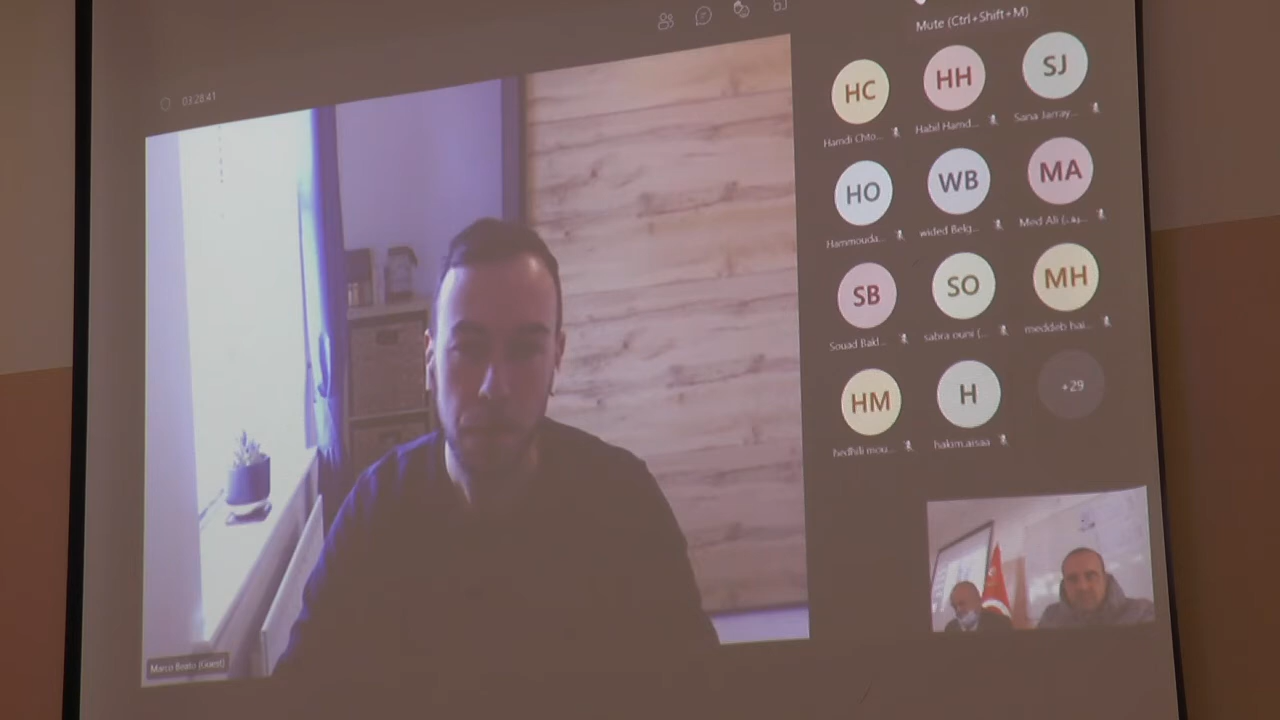 Mute (Ctrl+Shift+M)
03:28:41
HC
HH
SJ
Hamdi Chto...
Habil Hamd...
Sana Jarray...
HO
WB
MA
Hammouda...
wided Belg...
Med Ali
SB
SO
MH
Souad Bakl...
sabra ouni (...
meddeb hai...
HM
H
+29
hedhili mou...
hakim.aisaa
Marco Beato (Guest)